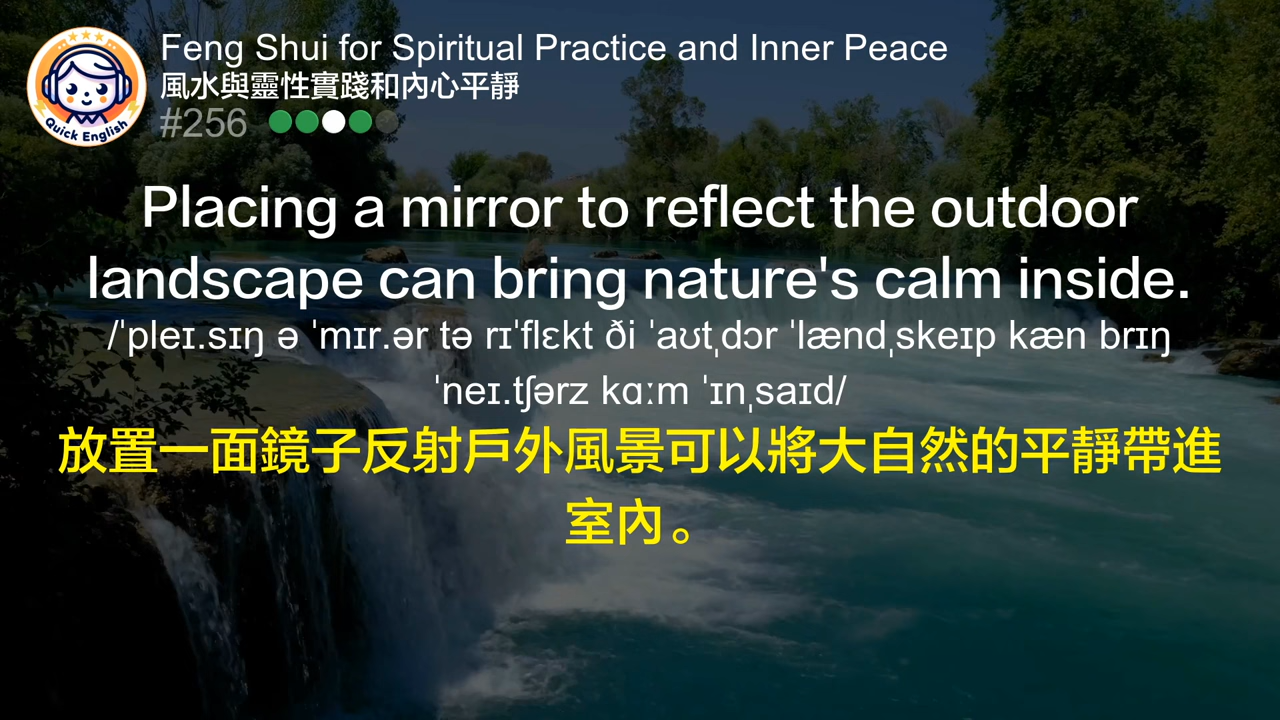 Feng Shui for Spiritual Practice and Inner Peace
風水與靈性實踐和內心平靜
#256
Quick English
Placing a mirror to reflect the outdoor
landscape can bring nature's calm inside.
/ˈpleɪ.sɪŋ ə ˈmɪr.ər tə rɪˈflɛkt ði ˈaʊtˌdɔr ˈlændˌskeɪp kæn brɪŋ
ˈneɪ.tʃərz kɑːm ˈɪnˌsaɪd/
放置一面鏡子反射戶外風景可以將大自然的平靜帶進
室內。